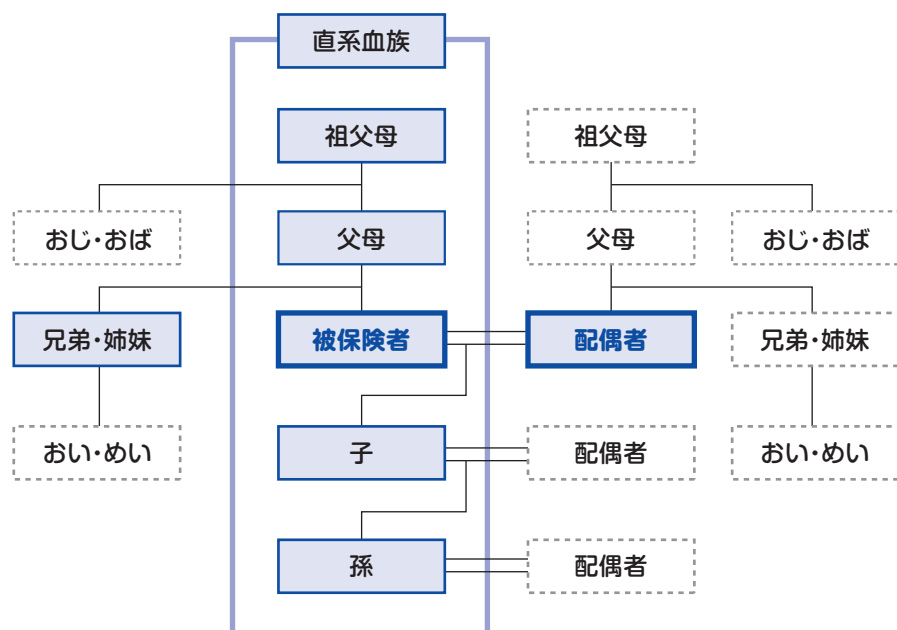 直系血族
祖父母
祖父母
おじ・おば
父母
父母
おじ・おば
兄弟・姉妹
被保険者
配偶者
兄弟・姉妹
おい・めい
子
配偶者
おい・めい
孫
配偶者